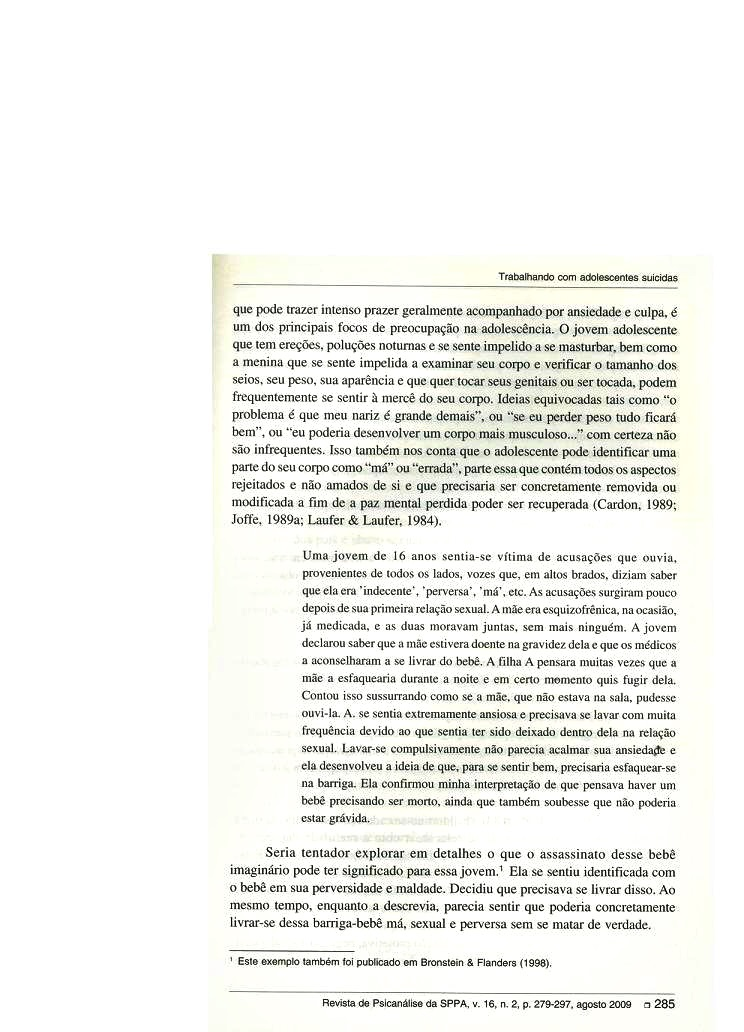 Trabalhando com adolescentes suicidas
que pode trazer intenso prazer geralmente acompanhado por ansiedade e culpa, é
um dos principais focos de preocupação na adolescência. O jovem adolescente
que tem ereções, poluções noturnas e se sente impelido a se masturbar, bem como
a menina que se sente impelida a examinar seu corpo e verificar o tamanho dos
seios, seu peso, sua aparência e que quer tocar seus genitais ou ser tocada, podem
frequentemente se sentir à mercê do seu corpo. Ideias equivocadas tais como “o
problema é que meu nariz é grande demais”, ou “se eu perder peso tudo ficará
bem”, ou “eu poderia desenvolver um corpo mais musculoso...” com certeza não
são infrequentes. Isso também nos conta que o adolescente pode identificar uma
parte do seu corpo como “má” ou “errada”, parte essa que contém todos os aspectos
rejeitados e não amados de si e que precisaria ser concretamente removida ou
modificada a fim de a paz mental perdida poder ser recuperada (Cardon, 1989;
Joffe, 1989a; Laufer & Laufer, 1984).
Uma jovem de 16 anos sentia-se vítima de acusações que ouvia,
provenientes de todos os lados, vozes que, em altos brados, diziam saber
que ela era 'indecente', 'perversa', 'má', etc. As acusações surgiram pouco
depois de sua primeira relação sexual. A mãe era esquizofrênica, na ocasião,
já medicada, e as duas moravam juntas, sem mais ninguém. A jovem
declarou saber que a mãe estivera doente na gravidez dela e que os médicos
a aconselharam a se livrar do bebê. A filha A pensara muitas vezes que a
mãe a esfaquearia durante a noite e em certo momento quis fugir dela.
Contou isso sussurrando como se a mãe, que não estava na sala, pudesse
ouvi-la. A. se sentia extremamente ansiosa e precisava se lavar com muita
frequência devido ao que sentia ter sido deixado dentro dela na relação
sexual. Lavar-se compulsivamente não parecia acalmar sua ansiedade e
ela desenvolveu a ideia de que, para se sentir bem, precisaria esfaquear-se
na barriga. Ela confirmou minha interpretação de que pensava haver um
bebê precisando ser morto, ainda que também soubesse que não poderia
estar grávida.
Seria tentador explorar em detalhes o que o assassinato desse bebê
imaginário pode ter significado para essa jovem.¹ Ela se sentiu identificada com
o bebê em sua perversidade e maldade. Decidiu que precisava se livrar disso. Ao
mesmo tempo, enquanto a descrevia, parecia sentir que poderia concretamente
livrar-se dessa barriga-bebê má, sexual e perversa sem se matar de verdade.
¹ Este exemplo também foi publicado em Bronstein & Flanders (1998).
Revista de Psicanálise da SPPA, v. 16, n. 2, p. 279-297, agosto 2009 □ 285